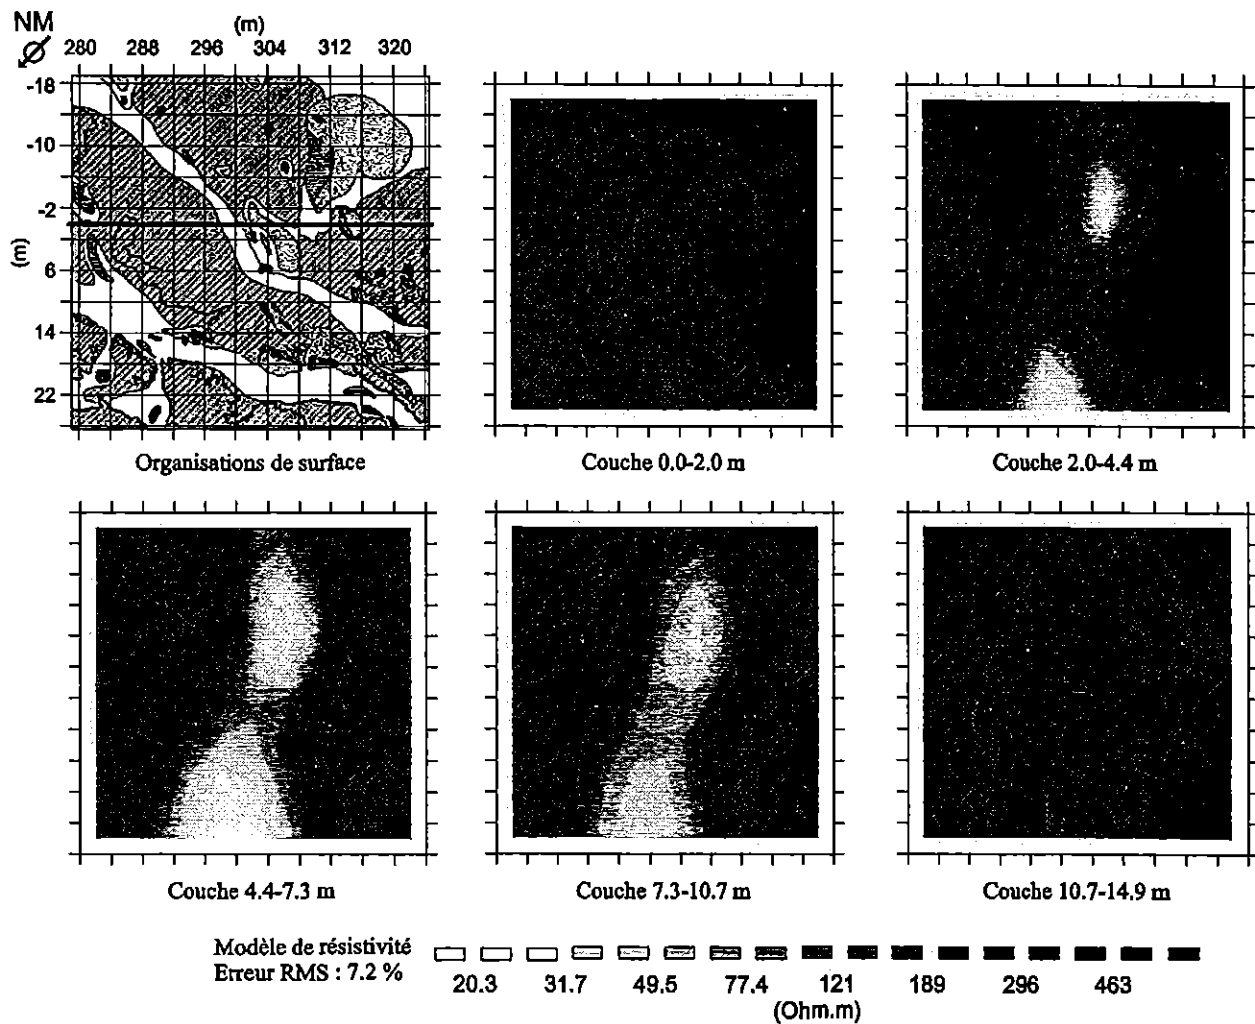 NM
(m)
280 288 296 304 312 320
-18
-10
-2
(m)
6
14
22
Organisations de surface
Couche 0.0-2.0 m
Couche 2.0-4.4 m
Couche 4.4-7.3 m
Couche 7.3-10.7 m
Couche 10.7-14.9 m
Modèle de résistivité
Erreur RMS : 7.2 %
20.3 31.7 49.5 77.4 121 189 296 463
(Ohm.m)